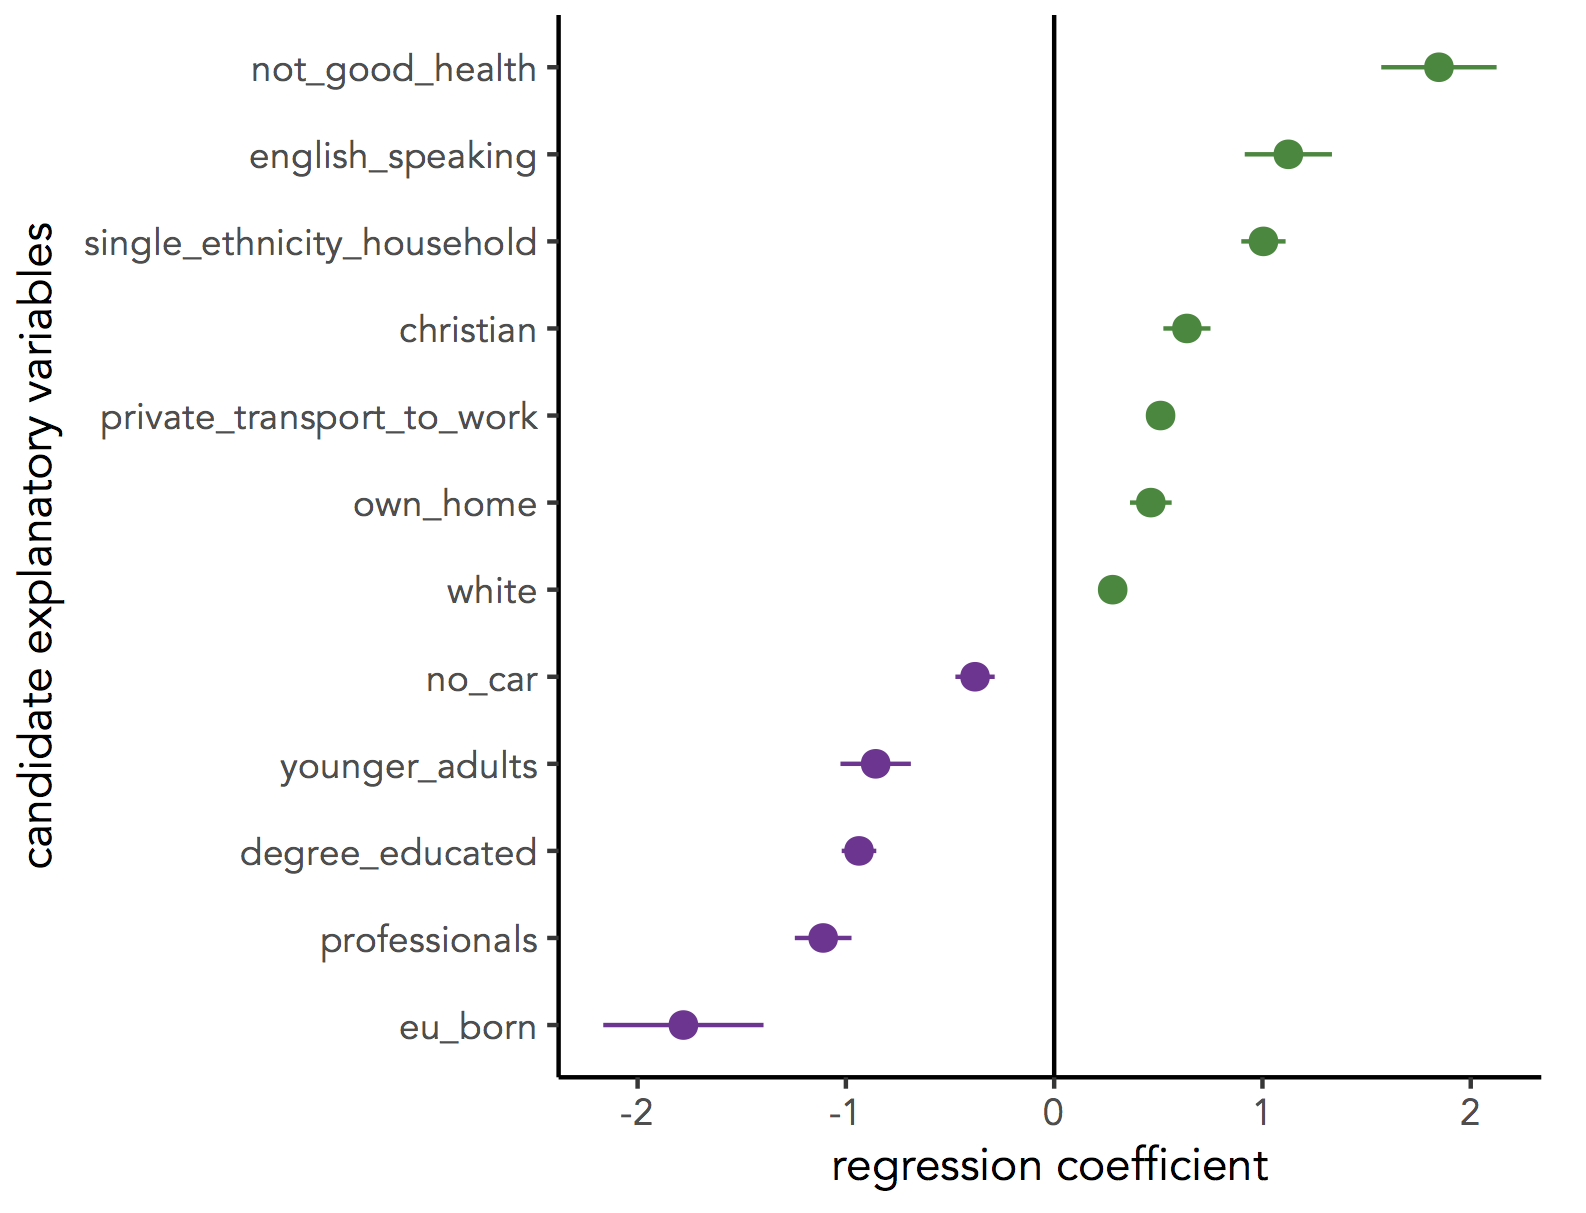 not_good_health
english_speaking
single_ethnicity_household
christian
private_transport_to_work
own_home
white
no_car
younger_adults
degree_educated
professionals
eu_born
candidate explanatory variables
-2 -1 0 1 2
regression coefficient